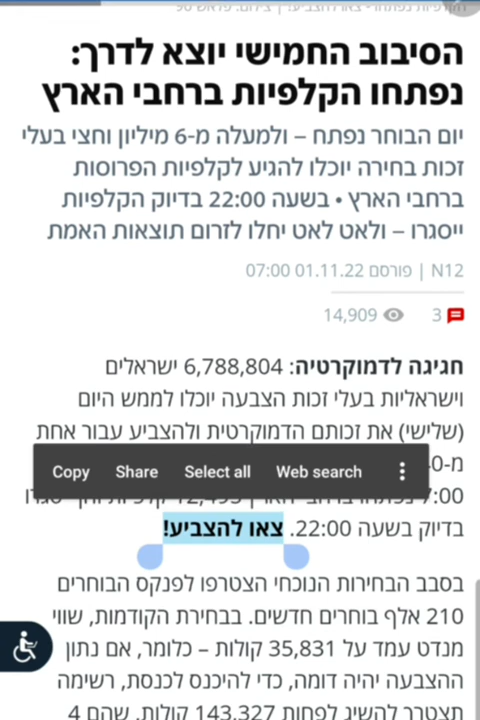 הסיבוב החמישי יוצא לדרך:
נפתחו הקלפיות ברחבי הארץ
יום הבוחר נפתח – ולמעלה מ-6 מיליון וחצי בעלי
זכות בחירה יוכלו להגיע לקלפיות הפרוסות
ברחבי הארץ • בשעה 22:00 בדיוק הקלפיות
ייסגרו – ולאט לאט יחלו לזרום תוצאות האמת
N12 | פורסם 01.11.22 07:00
3 14,909
חגיגה לדמוקרטיה: 6,788,804 ישראלים
וישראליות בעלי זכות הצבעה יוכלו לממש היום
(שלישי) את זכותם הדמוקרטית ולהצביע עבור אחת
Copy Share Select all Web search
בדיוק בשעה 22:00. צאו להצביע!
בסבב הבחירות הנוכחי הצטרפו לפנקס הבוחרים
210 אלף בוחרים חדשים. בבחירת הקודמות, שווי
מנדט עמד על 35,831 קולות – כלומר, אם נתון
ההצבעה יהיה דומה, כדי להיכנס לכנסת, רשימה
תצטרך להשיג לפחות 143,327 קולות, שהם 4